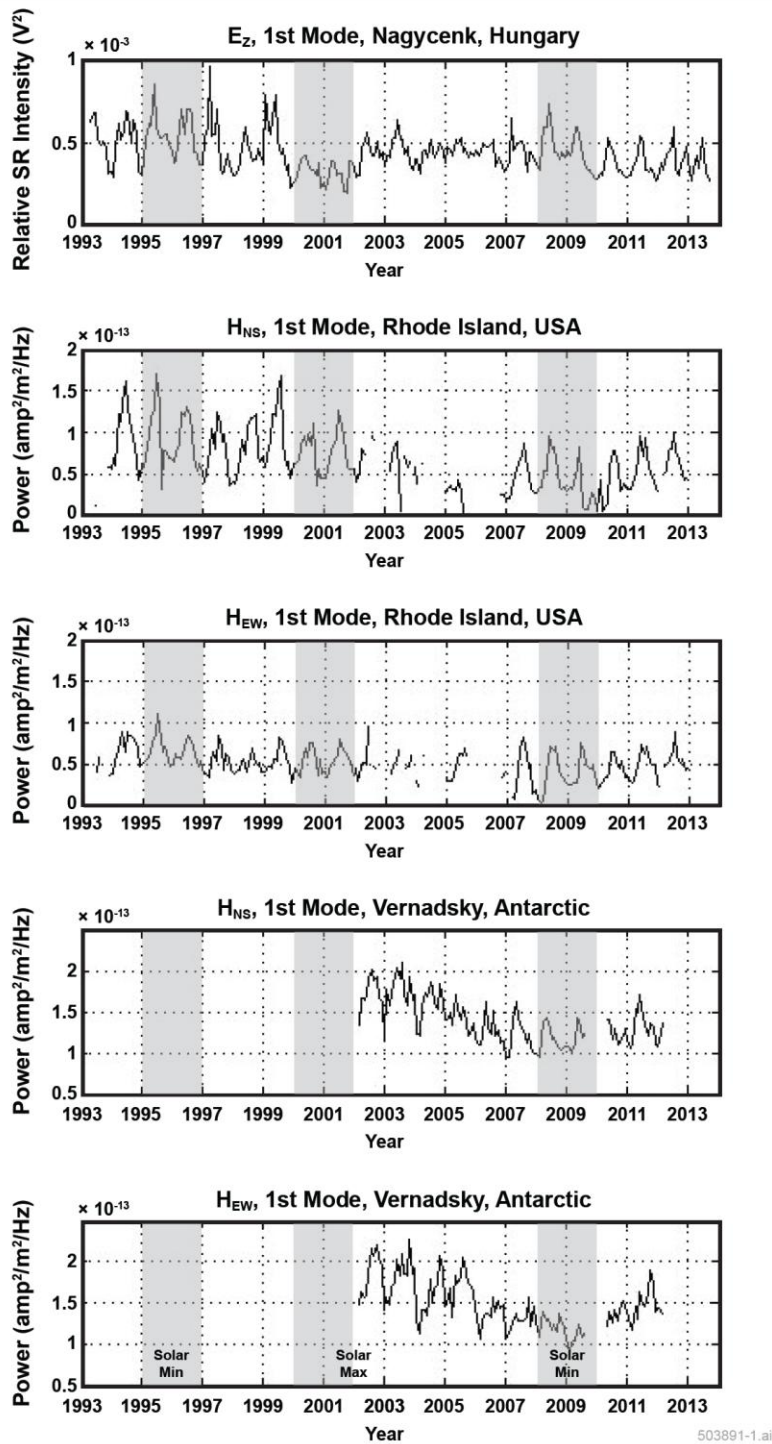 × 10⁻³
E_Z, 1st Mode, Nagycenk, Hungary
Relative SR Intensity (V²)
1
0.5
0
1993 1995 1997 1999 2001 2003 2005 2007 2009 2011 2013
Year
× 10⁻¹³
H_NS, 1st Mode, Rhode Island, USA
Power (amp²/m²/Hz)
2
1.5
1
0.5
0
1993 1995 1997 1999 2001 2003 2005 2007 2009 2011 2013
Year
× 10⁻¹³
H_EW, 1st Mode, Rhode Island, USA
Power (amp²/m²/Hz)
2
1.5
1
0.5
0
1993 1995 1997 1999 2001 2003 2005 2007 2009 2011 2013
Year
× 10⁻¹³
H_NS, 1st Mode, Vernadsky, Antarctic
Power (amp²/m²/Hz)
2
1.5
1
0.5
1993 1995 1997 1999 2001 2003 2005 2007 2009 2011 2013
Year
× 10⁻¹³
H_EW, 1st Mode, Vernadsky, Antarctic
Power (amp²/m²/Hz)
2
1.5
1
0.5
Solar Min
Solar Max
Solar Min
1993 1995 1997 1999 2001 2003 2005 2007 2009 2011 2013
Year
503891-1.ai